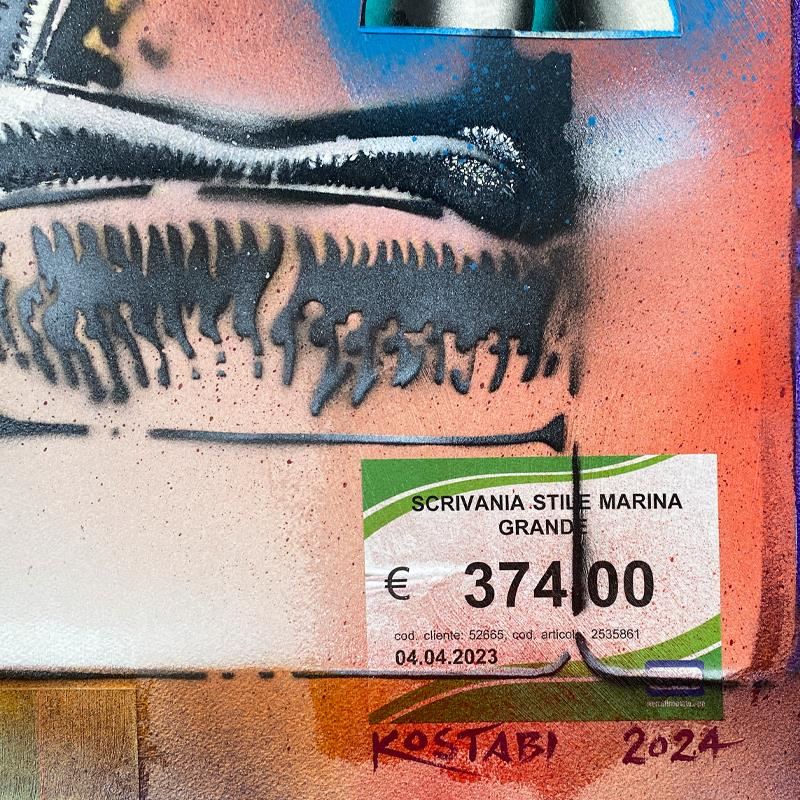 SCRIVANIA STILE MARINA
GRANDE
€ 374,00
cod. cliente: 52665, cod. articolo 2535861
04.04.2023
KOSTABI 2024